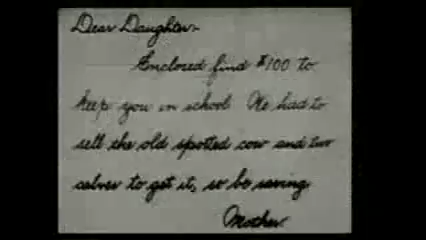 Dear Daughter:-
Enclosed find $100 to
keep you in school We had to
sell the old spotted cow and two
calves to get it, so be saving.
Mother.